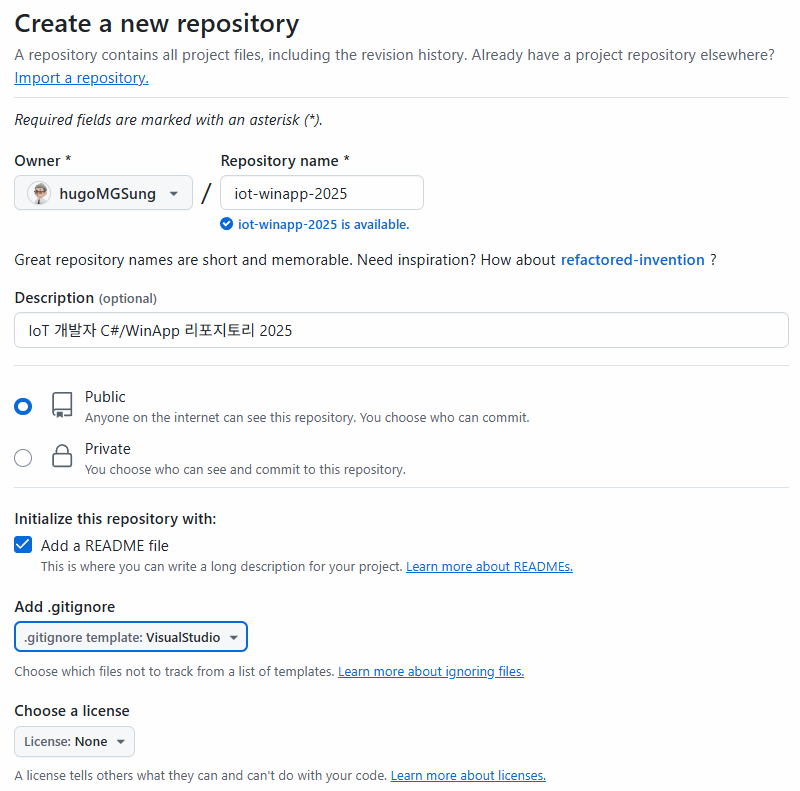 Create a new repository
A repository contains all project files, including the revision history. Already have a project repository elsewhere?
Import a repository.
Required fields are marked with an asterisk (*).
Owner * Repository name *
hugoMGSung / iot-winapp-2025
iot-winapp-2025 is available.
Great repository names are short and memorable. Need inspiration? How about refactored-invention ?
Description (optional)
IoT 개발자 C#/WinApp 리포지토리 2025
Public
Anyone on the internet can see this repository. You choose who can commit.
Private
You choose who can see and commit to this repository.
Initialize this repository with:
Add a README file
This is where you can write a long description for your project. Learn more about READMEs.
Add .gitignore
.gitignore template: VisualStudio
Choose which files not to track from a list of templates. Learn more about ignoring files.
Choose a license
License: None
A license tells others what they can and can't do with your code. Learn more about licenses.